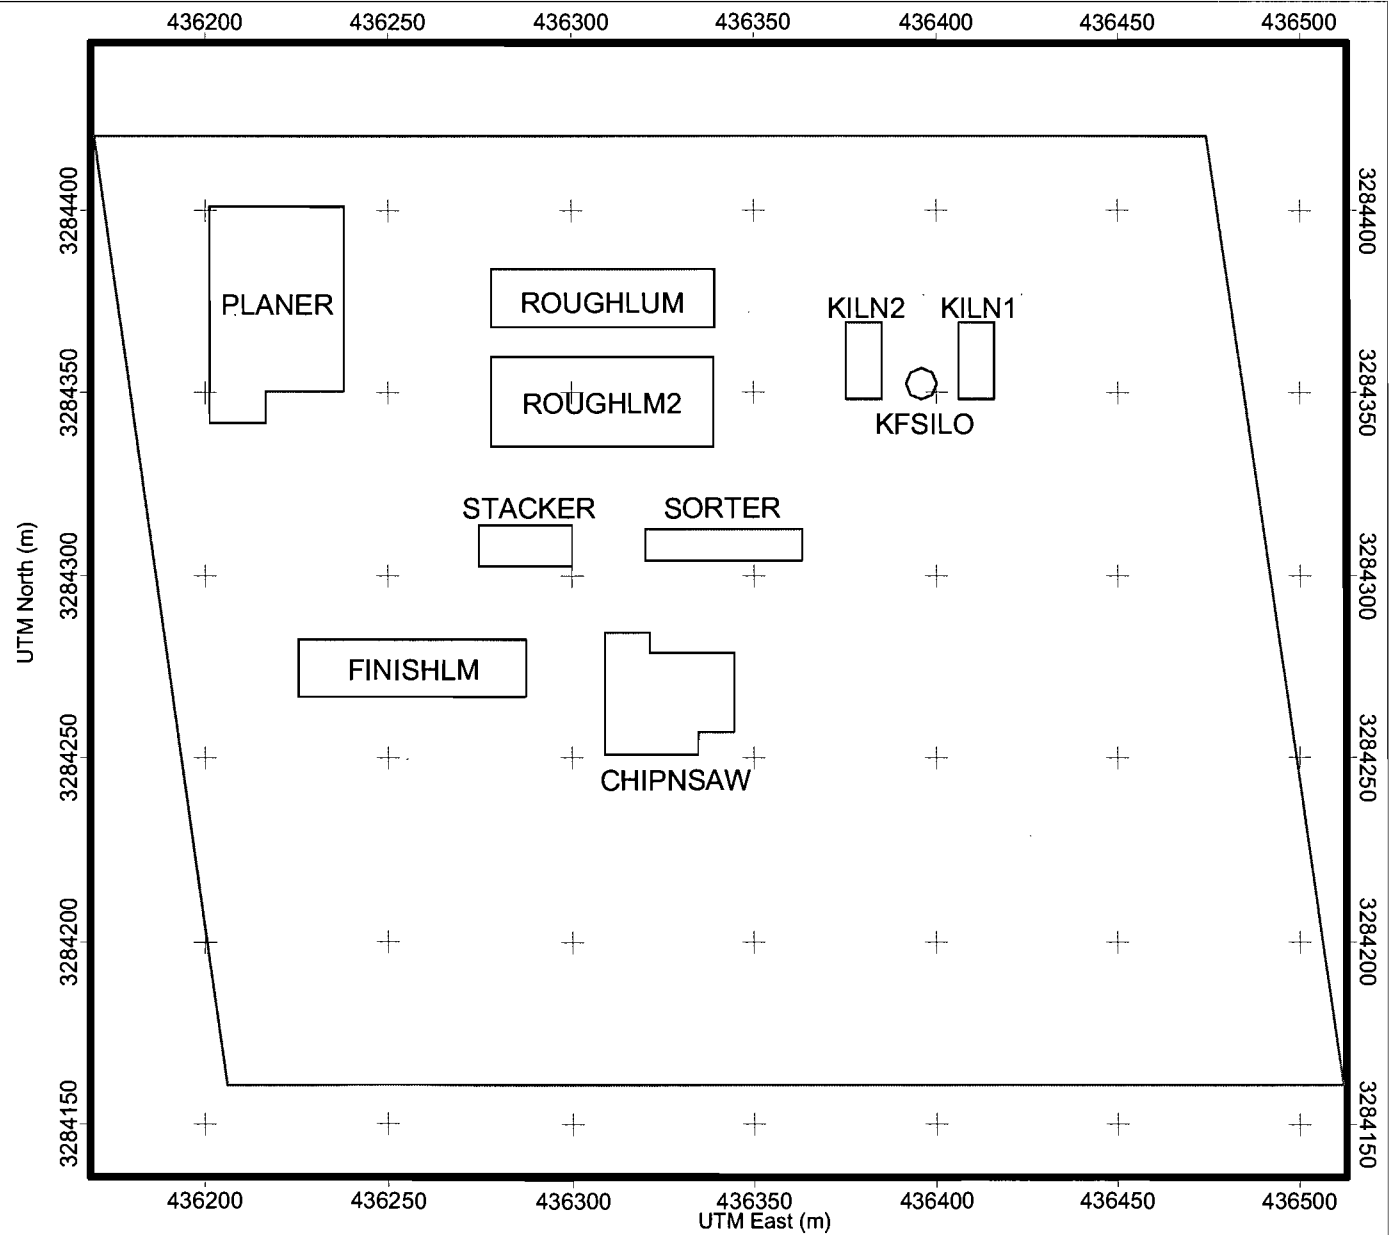 436200 436250 436300 436350 436400 436450 436500
3284400 3284400
PLANER ROUGHLUM KILN2 KILN1
3284350 3284350
ROUGHLM2 KFSILO
STACKER SORTER
3284300 3284300
UTM North (m)
FINISHLM
3284250 3284250
CHIPNSAW
3284200 3284200
3284150 3284150
436200 436250 436300 436350 436400 436450 436500
UTM East (m)